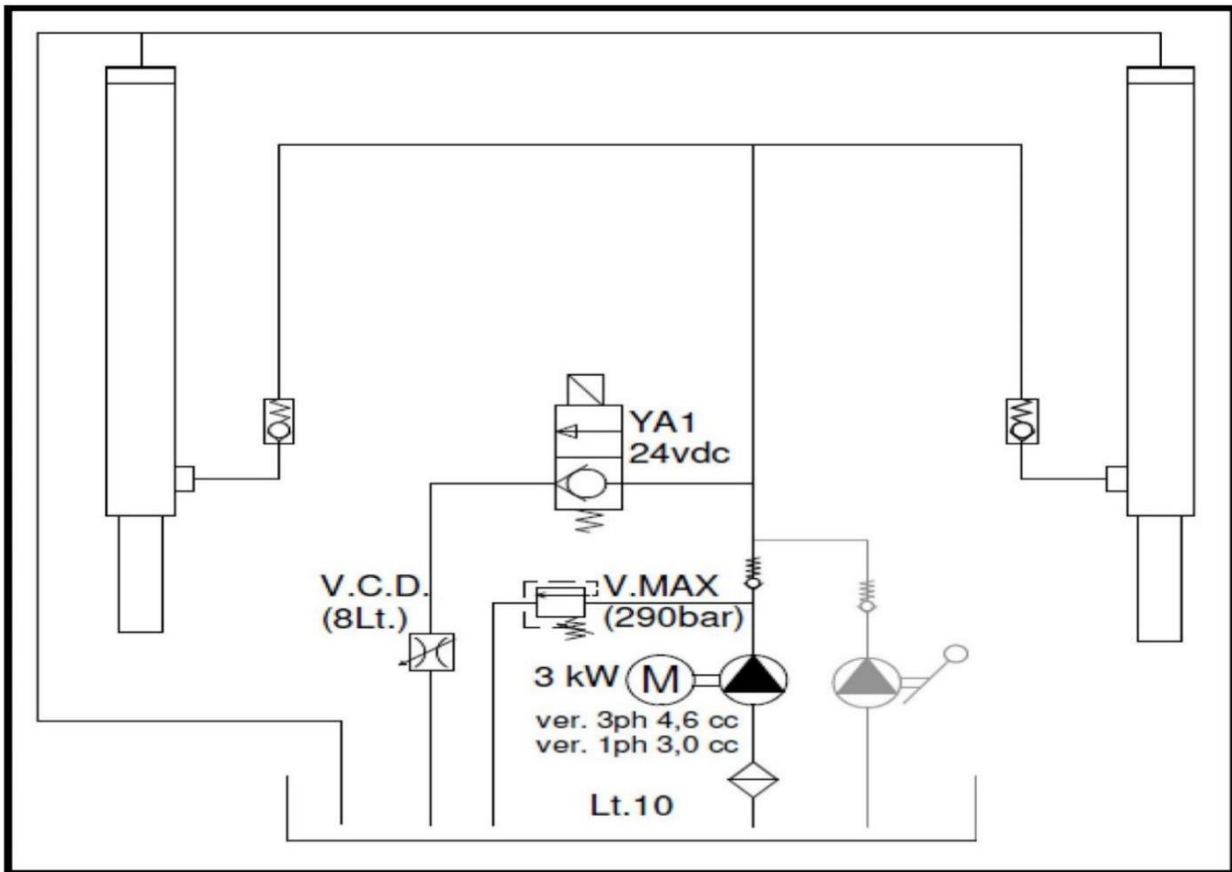 YA1
24vdc
V.C.D.
(8Lt.)
V.MAX
(290bar)
3 kW
M
ver. 3ph 4,6 cc
ver. 1ph 3,0 cc
Lt.10